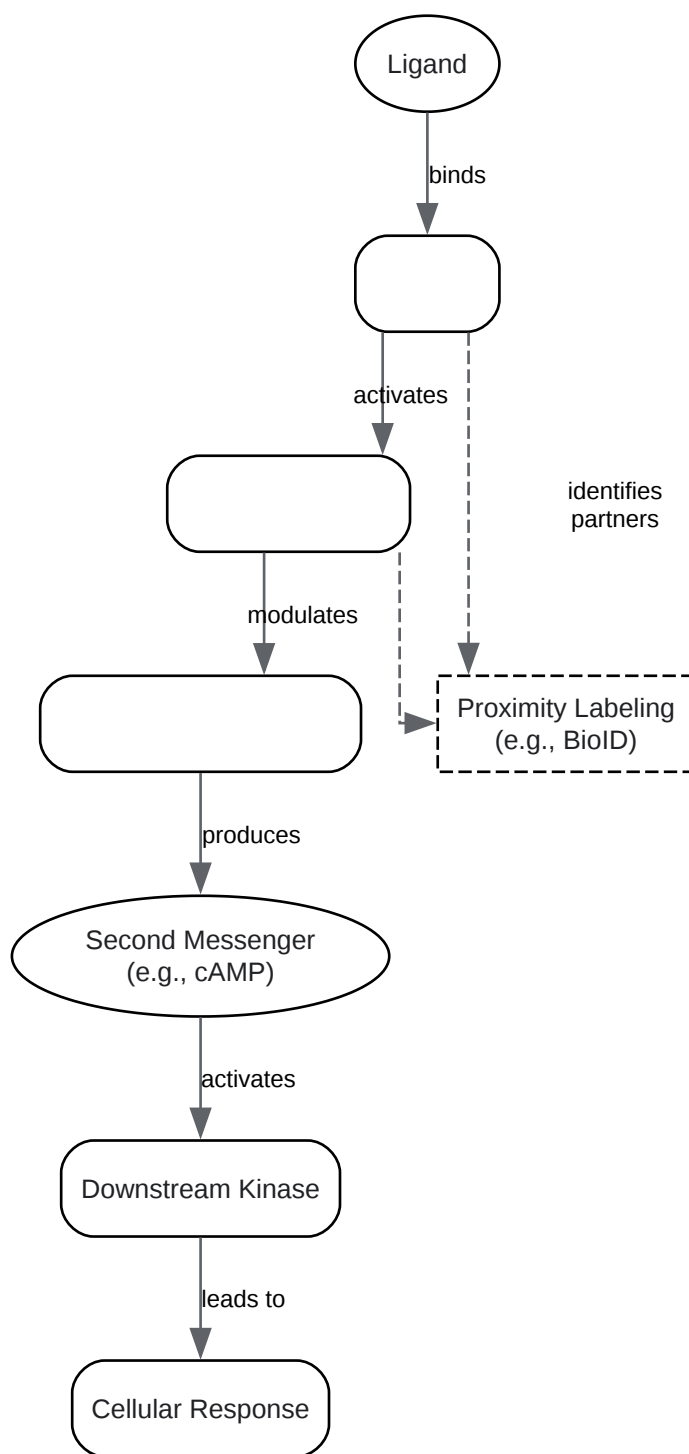 Ligand
binds
activates
identifies
partners
modulates
Proximity Labeling
(e.g., BioID)
produces
Second Messenger
(e.g., cAMP)
activates
Downstream Kinase
leads to
Cellular Response